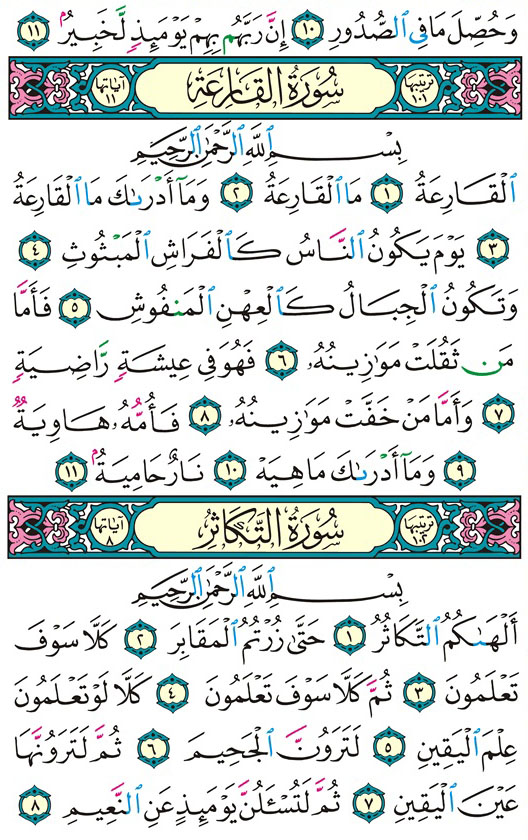 وَحُصِّلَ مَا فِي ٱلصُّدُورِ ١٠ إِنَّ رَبَّهُم بِهِمْ يَوْمَئِذٍ لَّخَبِيرٌ ١١
ترتيبها ١٠١ سُورَةُ القَارِعَةِ آياتها ١١
بِسْمِ ٱللَّهِ ٱلرَّحْمَٰنِ ٱلرَّحِيمِ
ٱلْقَارِعَةُ ١ مَا ٱلْقَارِعَةُ ٢ وَمَآ أَدْرَىٰكَ مَا ٱلْقَارِعَةُ
٣ يَوْمَ يَكُونُ ٱلنَّاسُ كَٱلْفَرَاشِ ٱلْمَبْثُوثِ ٤
وَتَكُونُ ٱلْجِبَالُ كَٱلْعِهْنِ ٱلْمَنفُوشِ ٥ فَأَمَّا
مَن ثَقُلَتْ مَوَٰزِينُهُۥ ٦ فَهُوَ فِي عِيشَةٍ رَّاضِيَةٍ
٧ وَأَمَّا مَنْ خَفَّتْ مَوَٰزِينُهُۥ ٨ فَأُمُّهُۥ هَاوِيَةٌ
٩ وَمَآ أَدْرَىٰكَ مَا هِيَهْ ١٠ نَارٌ حَامِيَةٌۢ ١١
ترتيبها ١٠٢ سُورَةُ التَّكَاثُرِ آياتها ٨
بِسْمِ ٱللَّهِ ٱلرَّحْمَٰنِ ٱلرَّحِيمِ
أَلْهَىٰكُمُ ٱلتَّكَاثُرُ ١ حَتَّىٰ زُرْتُمُ ٱلْمَقَابِرَ ٢ كَلَّا سَوْفَ
تَعْلَمُونَ ٣ ثُمَّ كَلَّا سَوْفَ تَعْلَمُونَ ٤ كَلَّا لَوْ تَعْلَمُونَ
عِلْمَ ٱلْيَقِينِ ٥ لَتَرَوُنَّ ٱلْجَحِيمَ ٦ ثُمَّ لَتَرَوُنَّهَا
عَيْنَ ٱلْيَقِينِ ٧ ثُمَّ لَتُسْـَٔلُنَّ يَوْمَئِذٍ عَنِ ٱلنَّعِيمِ ٨